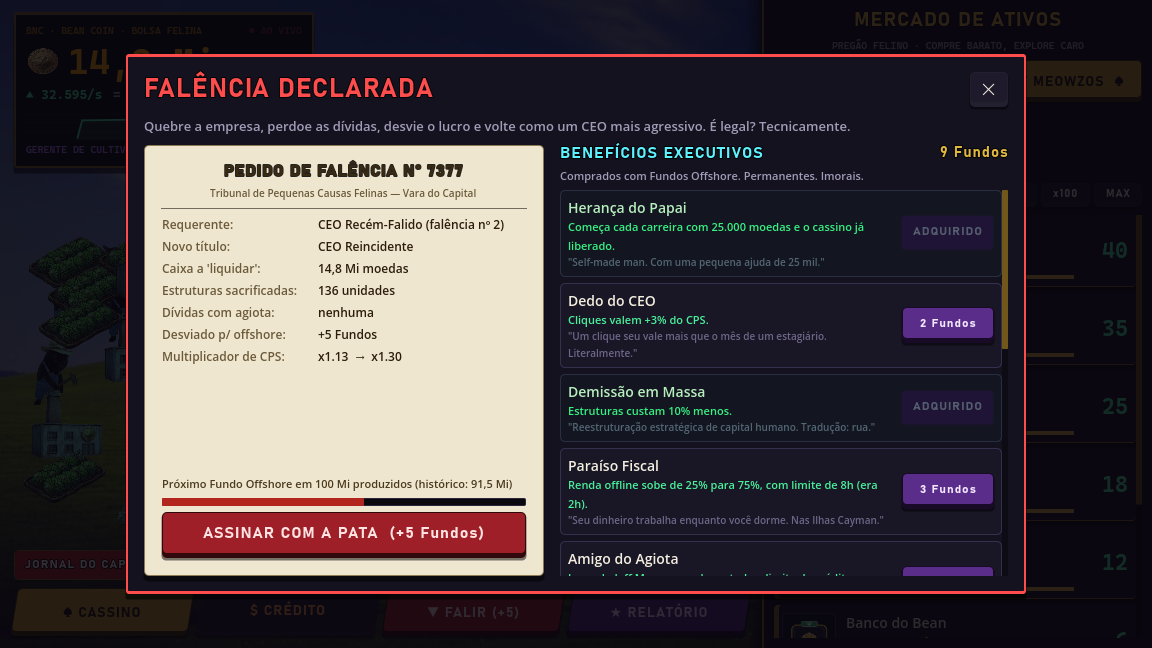 BMC · BEAN COIN · BOLSA FELINA
● AO VIVO
14,
▲ 32.595/s =
GERENTE DE CULTIV
MERCADO DE ATIVOS
PREGÃO FELINO · COMPRE BARATO, EXPLORE CARO
MEOWZOS ♠
x100
MAX
40
35
25
18
12
Banco do Bean
JORNAL DO CAP
♠ CASSINO
$ CRÉDITO
▼ FALIR (+5)
★ RELATÓRIO
FALÊNCIA DECLARADA
Quebre a empresa, perdoe as dívidas, desvie o lucro e volte como um CEO mais agressivo. É legal? Tecnicamente.
PEDIDO DE FALÊNCIA Nº 7377
Tribunal de Pequenas Causas Felinas — Vara do Capital
Requerente: CEO Recém-Falido (falência nº 2)
Novo título: CEO Reincidente
Caixa a 'liquidar': 14,8 Mi moedas
Estruturas sacrificadas: 136 unidades
Dívidas com agiota: nenhuma
Desviado p/ offshore: +5 Fundos
Multiplicador de CPS: x1.13 → x1.30
Próximo Fundo Offshore em 100 Mi produzidos (histórico: 91,5 Mi)
ASSINAR COM A PATA (+5 Fundos)
BENEFÍCIOS EXECUTIVOS
9 Fundos
Comprados com Fundos Offshore. Permanentes. Imorais.
Herança do Papai
Começa cada carreira com 25.000 moedas e o cassino já
liberado.
"Self-made man. Com uma pequena ajuda de 25 mil."
ADQUIRIDO
Dedo do CEO
Cliques valem +3% do CPS.
"Um clique seu vale mais que o mês de um estagiário.
Literalmente."
2 Fundos
Demissão em Massa
Estruturas custam 10% menos.
"Reestruturação estratégica de capital humano. Tradução: rua."
ADQUIRIDO
Paraíso Fiscal
Renda offline sobe de 25% para 75%, com limite de 8h (era
2h).
"Seu dinheiro trabalha enquanto você dorme. Nas Ilhas Cayman."
3 Fundos
Amigo do Agiota